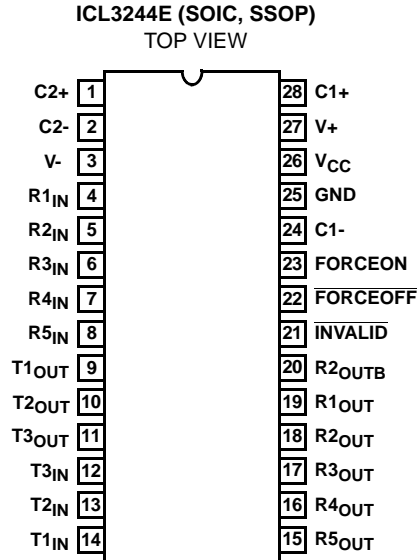 ICL3244E (SOIC, SSOP)
TOP VIEW
C2+ 1 28 C1+
C2- 2 27 V+
V- 3 26 VCC
R1IN 4 25 GND
R2IN 5 24 C1-
R3IN 6 23 FORCEON
R4IN 7 22 FORCEOFF
R5IN 8 21 INVALID
T1OUT 9 20 R2OUTB
T2OUT 10 19 R1OUT
T3OUT 11 18 R2OUT
T3IN 12 17 R3OUT
T2IN 13 16 R4OUT
T1IN 14 15 R5OUT